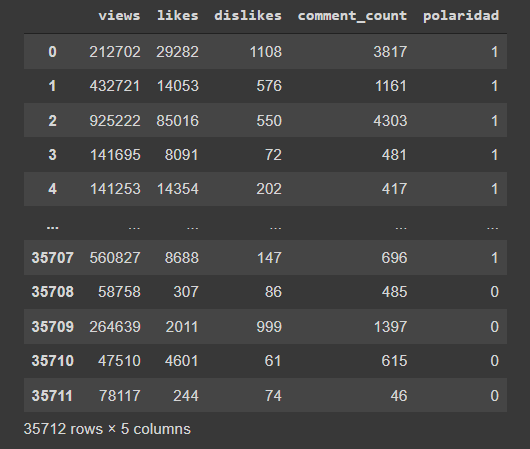 views likes dislikes comment_count polaridad
0 212702 29282 1108 3817 1
1 432721 14053 576 1161 1
2 925222 85016 550 4303 1
3 141695 8091 72 481 1
4 141253 14354 202 417 1
... ... ... ... ... ...
35707 560827 8688 147 696 1
35708 58758 307 86 485 0
35709 264639 2011 999 1397 0
35710 47510 4601 61 615 0
35711 78117 244 74 46 0
35712 rows × 5 columns